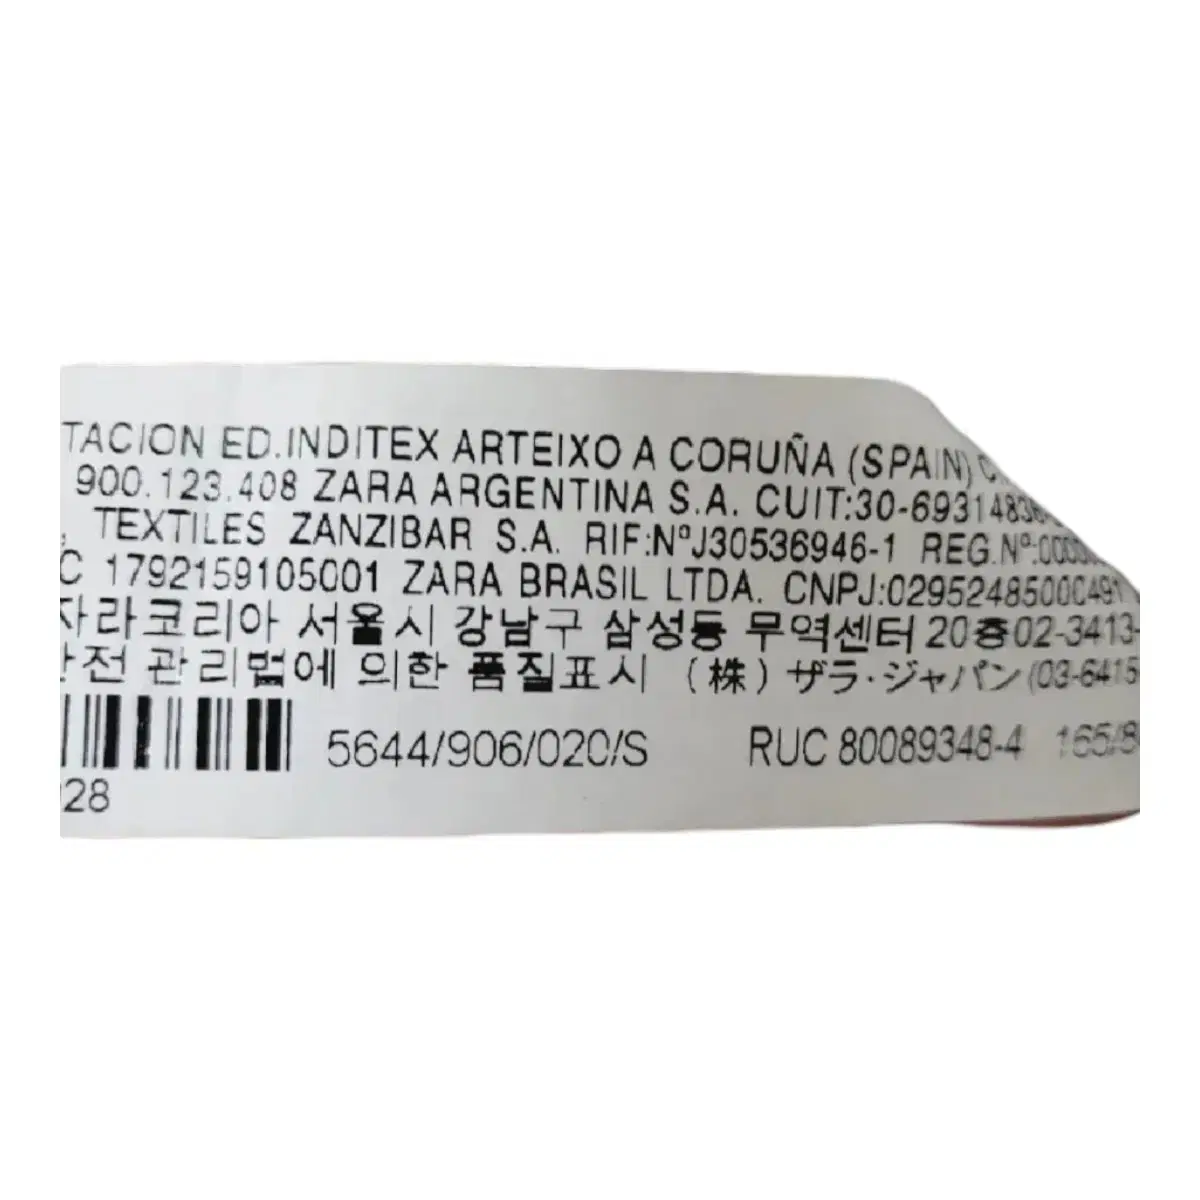 TACION ED.INDITEX ARTEIXO A CORUÑA (SPAIN)
900.123.408 ZARA ARGENTINA S.A. CUIT:30-69314836-
, TEXTILES ZANZIBAR S.A. RIF:NºJ30536946-1 REG.Nº:0000
C 1792159105001 ZARA BRASIL LTDA. CNPJ:02952485000491
자라코리아 서울시 강남구 삼성동 무역센터 20층 02-3413-
안전 관리법에 의한 품질표시 (株) ザラ・ジャパン (03-6415-
5644/906/020/S RUC 80089348-4 165/8
28